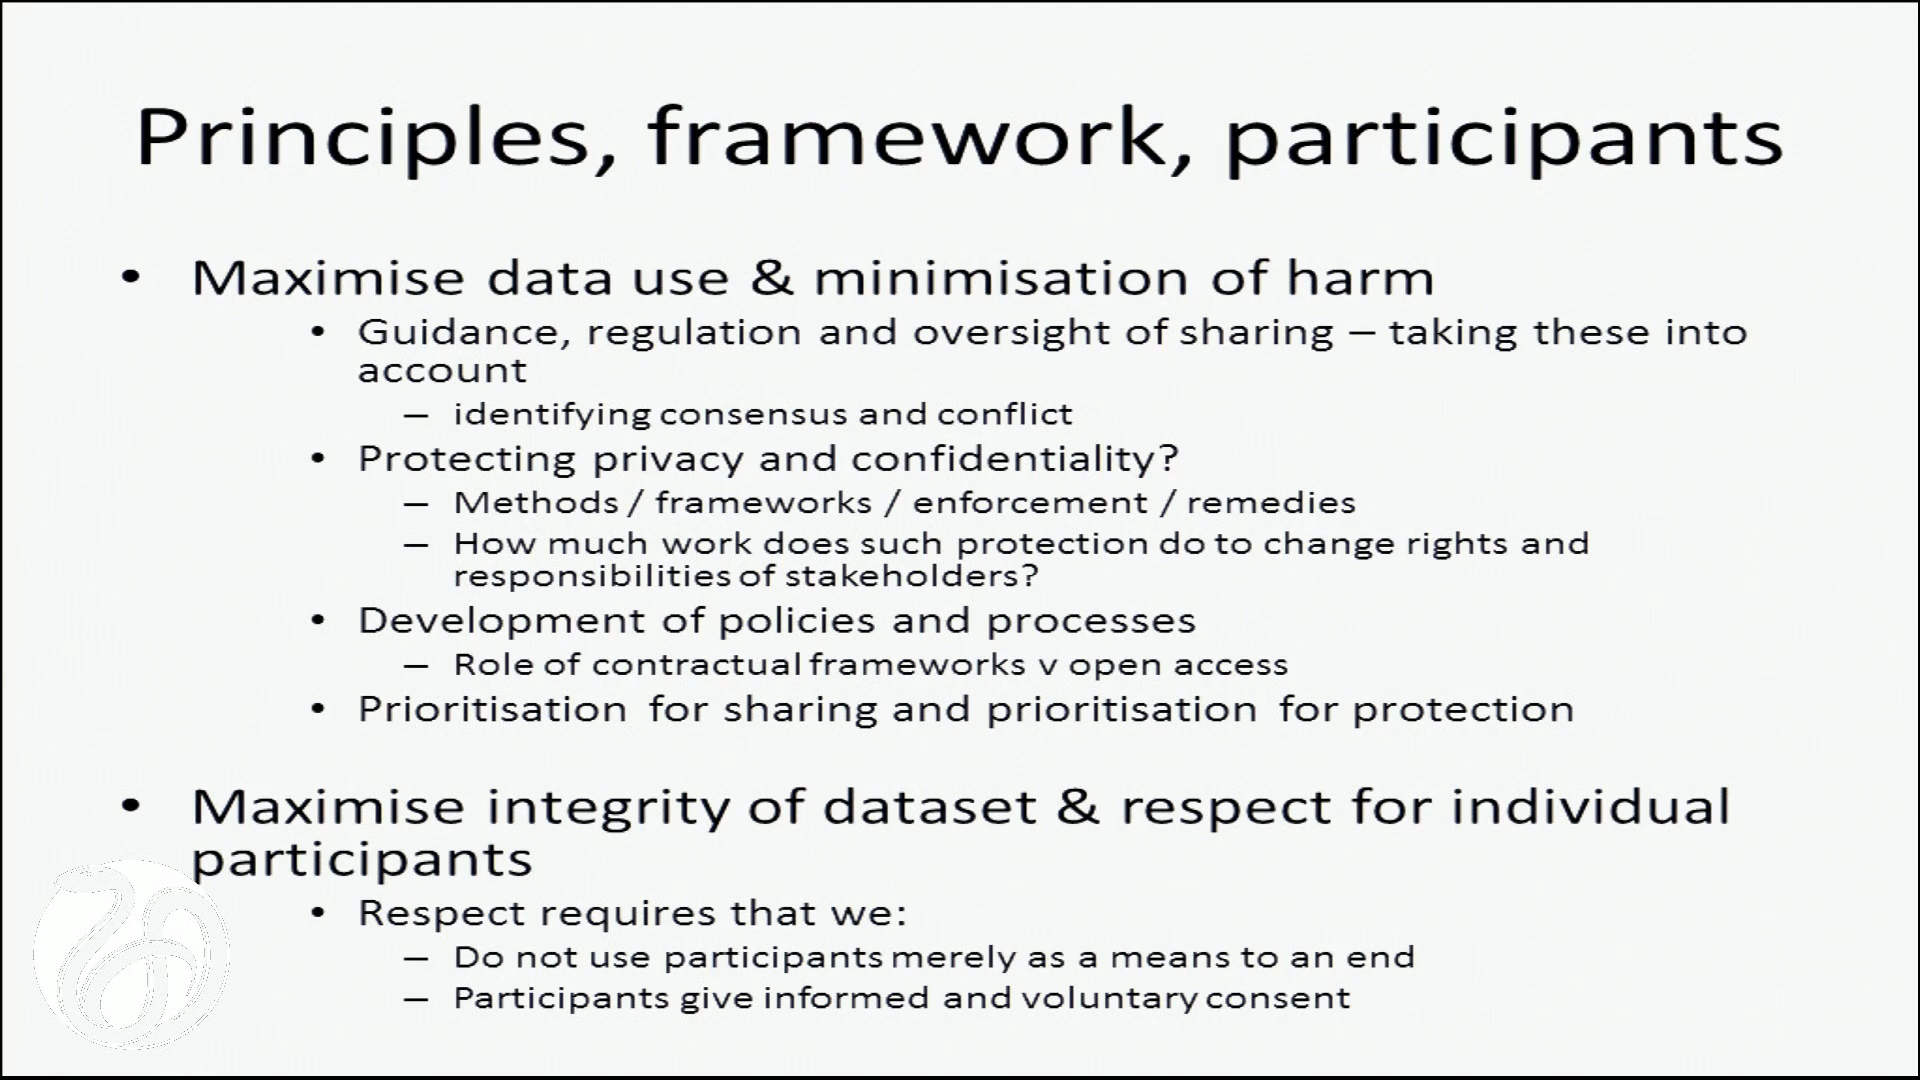 Principles, framework, participants
• Maximise data use & minimisation of harm
• Guidance, regulation and oversight of sharing – taking these into
account
– identifying consensus and conflict
• Protecting privacy and confidentiality?
– Methods / frameworks / enforcement / remedies
– How much work does such protection do to change rights and
responsibilities of stakeholders?
• Development of policies and processes
– Role of contractual frameworks v open access
• Prioritisation for sharing and prioritisation for protection
• Maximise integrity of dataset & respect for individual
participants
• Respect requires that we:
– Do not use participants merely as a means to an end
– Participants give informed and voluntary consent